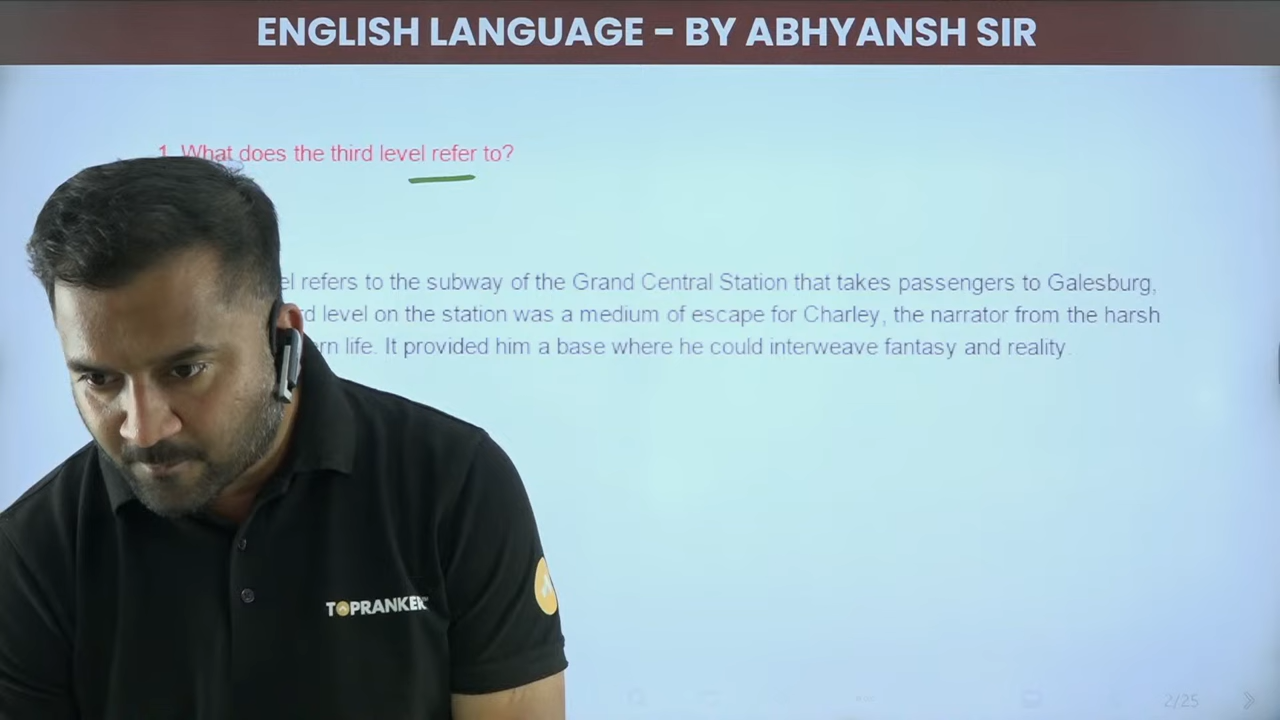 ENGLISH LANGUAGE - BY ABHYANSH SIR
1. What does the third level refer to?
refers to the subway of the Grand Central Station that takes passengers to Galesburg,
level on the station was a medium of escape for Charley, the narrator from the harsh
life. It provided him a base where he could interweave fantasy and reality.
TOPRANKER
2/25